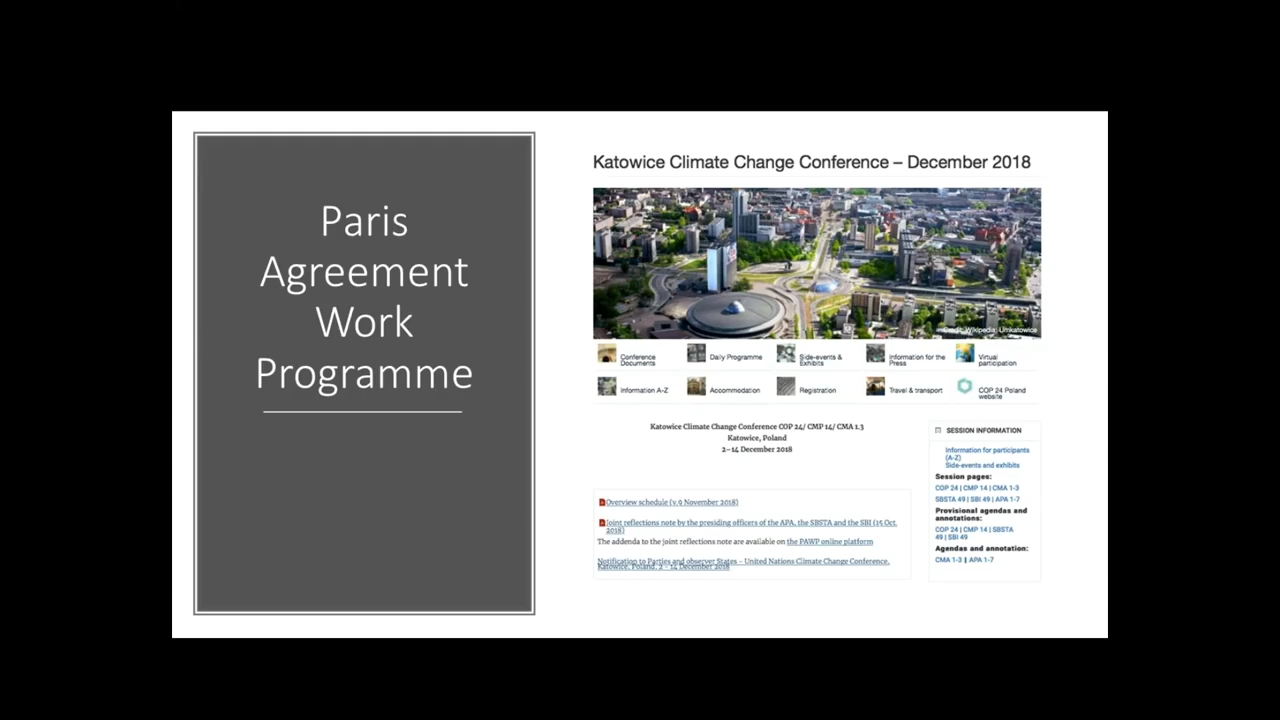 Paris
Agreement
Work
Programme
Katowice Climate Change Conference – December 2018
Credit: Wikipedia: Umkatowice
Conference
Documents
Daily Programme
Side-events &
Exhibits
Information for the
Press
Virtual
participation
Information A-Z
Accommodation
Registration
Travel & transport
COP 24 Poland
website
Katowice Climate Change Conference COP 24/ CMP 14/ CMA 1.3
Katowice, Poland
2–14 December 2018
Overview schedule (v.9 November 2018)
Joint reflections note by the presiding officers of the APA, the SBSTA and the SBI (15 Oct.
2018)
The addenda to the joint reflections note are available on the PAWP online platform
Notification to Parties and observer States – United Nations Climate Change Conference,
Katowice, Poland, 2 – 14 December 2018
SESSION INFORMATION
Information for participants
(A-Z)
Side-events and exhibits
Session pages:
COP 24 | CMP 14 | CMA 1-3
SBSTA 49 | SBI 49 | APA 1-7
Provisional agendas and
annotations:
COP 24 | CMP 14 | SBSTA
49 | SBI 49
Agendas and annotation:
CMA 1-3 | APA 1-7